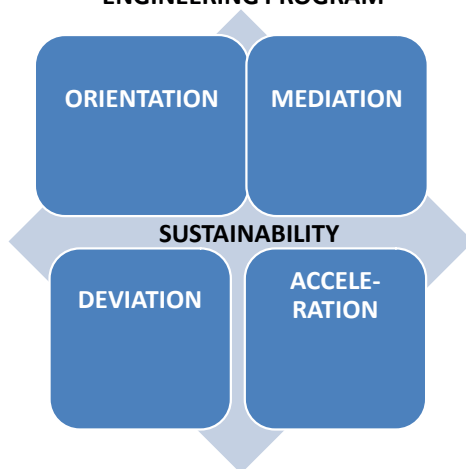 ENGINEERING PROGRAM
ORIENTATION
MEDIATION
SUSTAINABILITY
DEVIATION
ACCELE-
RATION